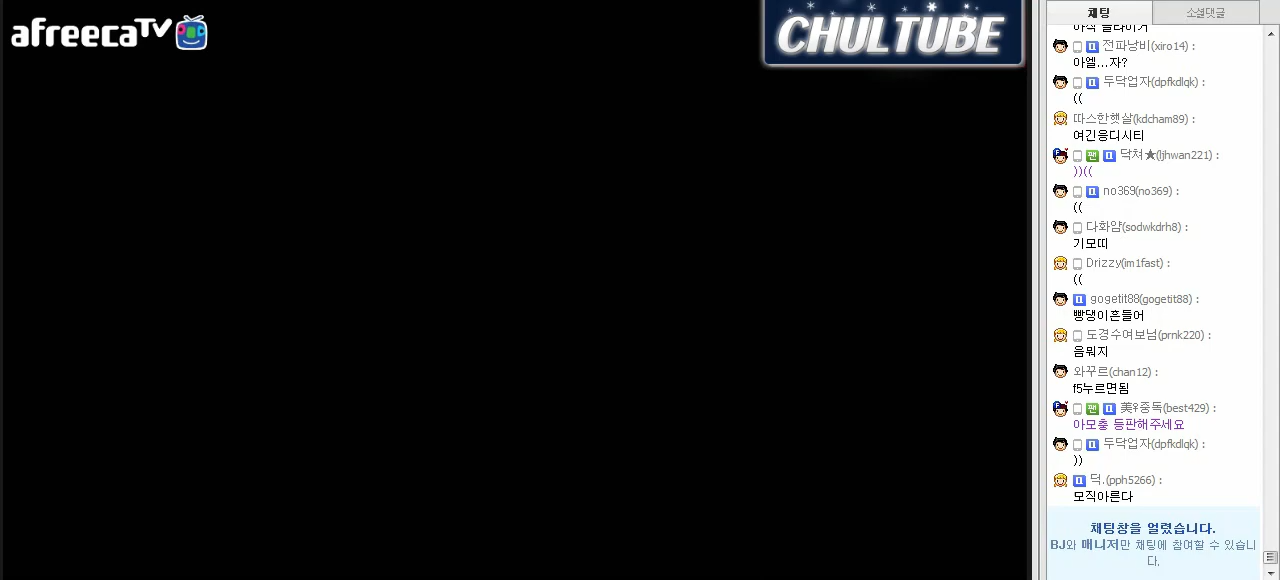 afreecaTV
CHULTUBE
채팅
소셜댓글
전파낭비(xiro14) :
아엘...자?
두덕업자(dpfkdlqk) :
((
따스한햇살(kdcham89) :
여긴응디시티
팬 닥쳐★(ljhwan221) :
))((
no369(no369) :
((
다화얌(sodwkdrh8) :
기모띠
Drizzy(im1fast) :
((
gogetit88(gogetit88) :
빵댕이흔들어
도경수여보님(prnk220) :
음뭐지
와꾸르(chan12) :
f5누르면됨
팬 美♀중독(best429) :
아모충 등판해주세요
두덕업자(dpfkdlqk) :
))
덕.(pph5266) :
모직아른다
채팅창을 얼렸습니다.
BJ와 매니저만 채팅에 참여할 수 있습니
다.